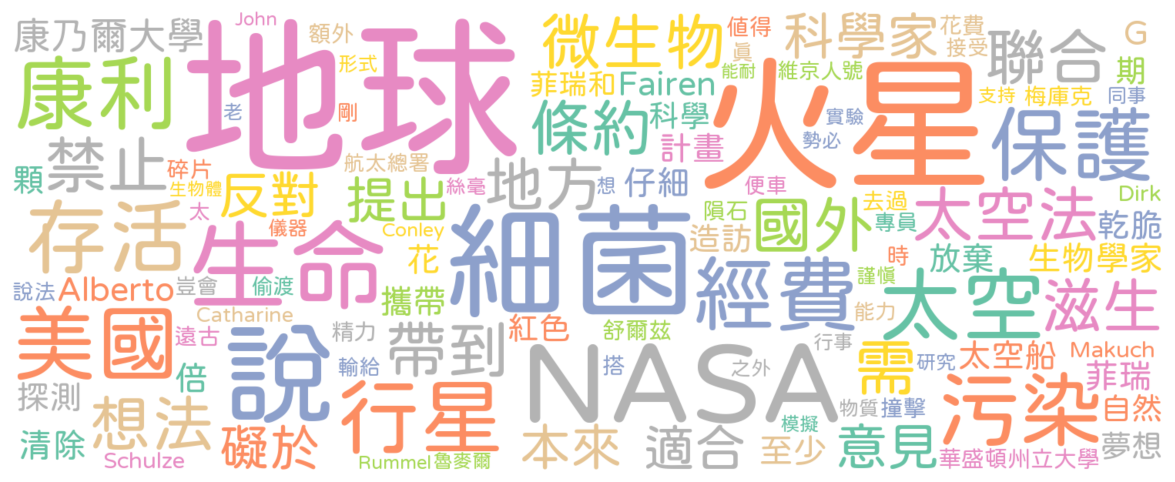 康乃爾大學
John
額外
形式
康利
地球
老
剛
微生物
值得
科學家
花費
接受
聯合
G
真
能耐
維京人號
期
菲瑞和
Fairen
火星
支持
梅庫克
同事
條約
科學
實驗
勢必
保護
計畫
禁止
碎片
顆
生物體
反對
航太總署
提出
絲毫
地方
想
仔細
便車
去過
Dirk
太
儀器
Conley
隕石
國外
專員
太空法
乾脆
存活
生命
細菌
造訪
時
放棄
生物學家
花
說法
Alberto
豈會
偷渡
攜帶
經費
謹慎
太空
滋生
Catharine
能力
美國
遠古
說
精力
帶到
紅色
舒爾茲
行事
NASA
之外
輸給
搭
需
研究
太空船
Makuch
菲瑞
探測
倍
想法
行星
物質
撞擊
污染
自然
模擬
清除
礙於
本來
適合
至少
意見
夢想
Schulze
Rummel
魯麥爾
華盛頓州立大學